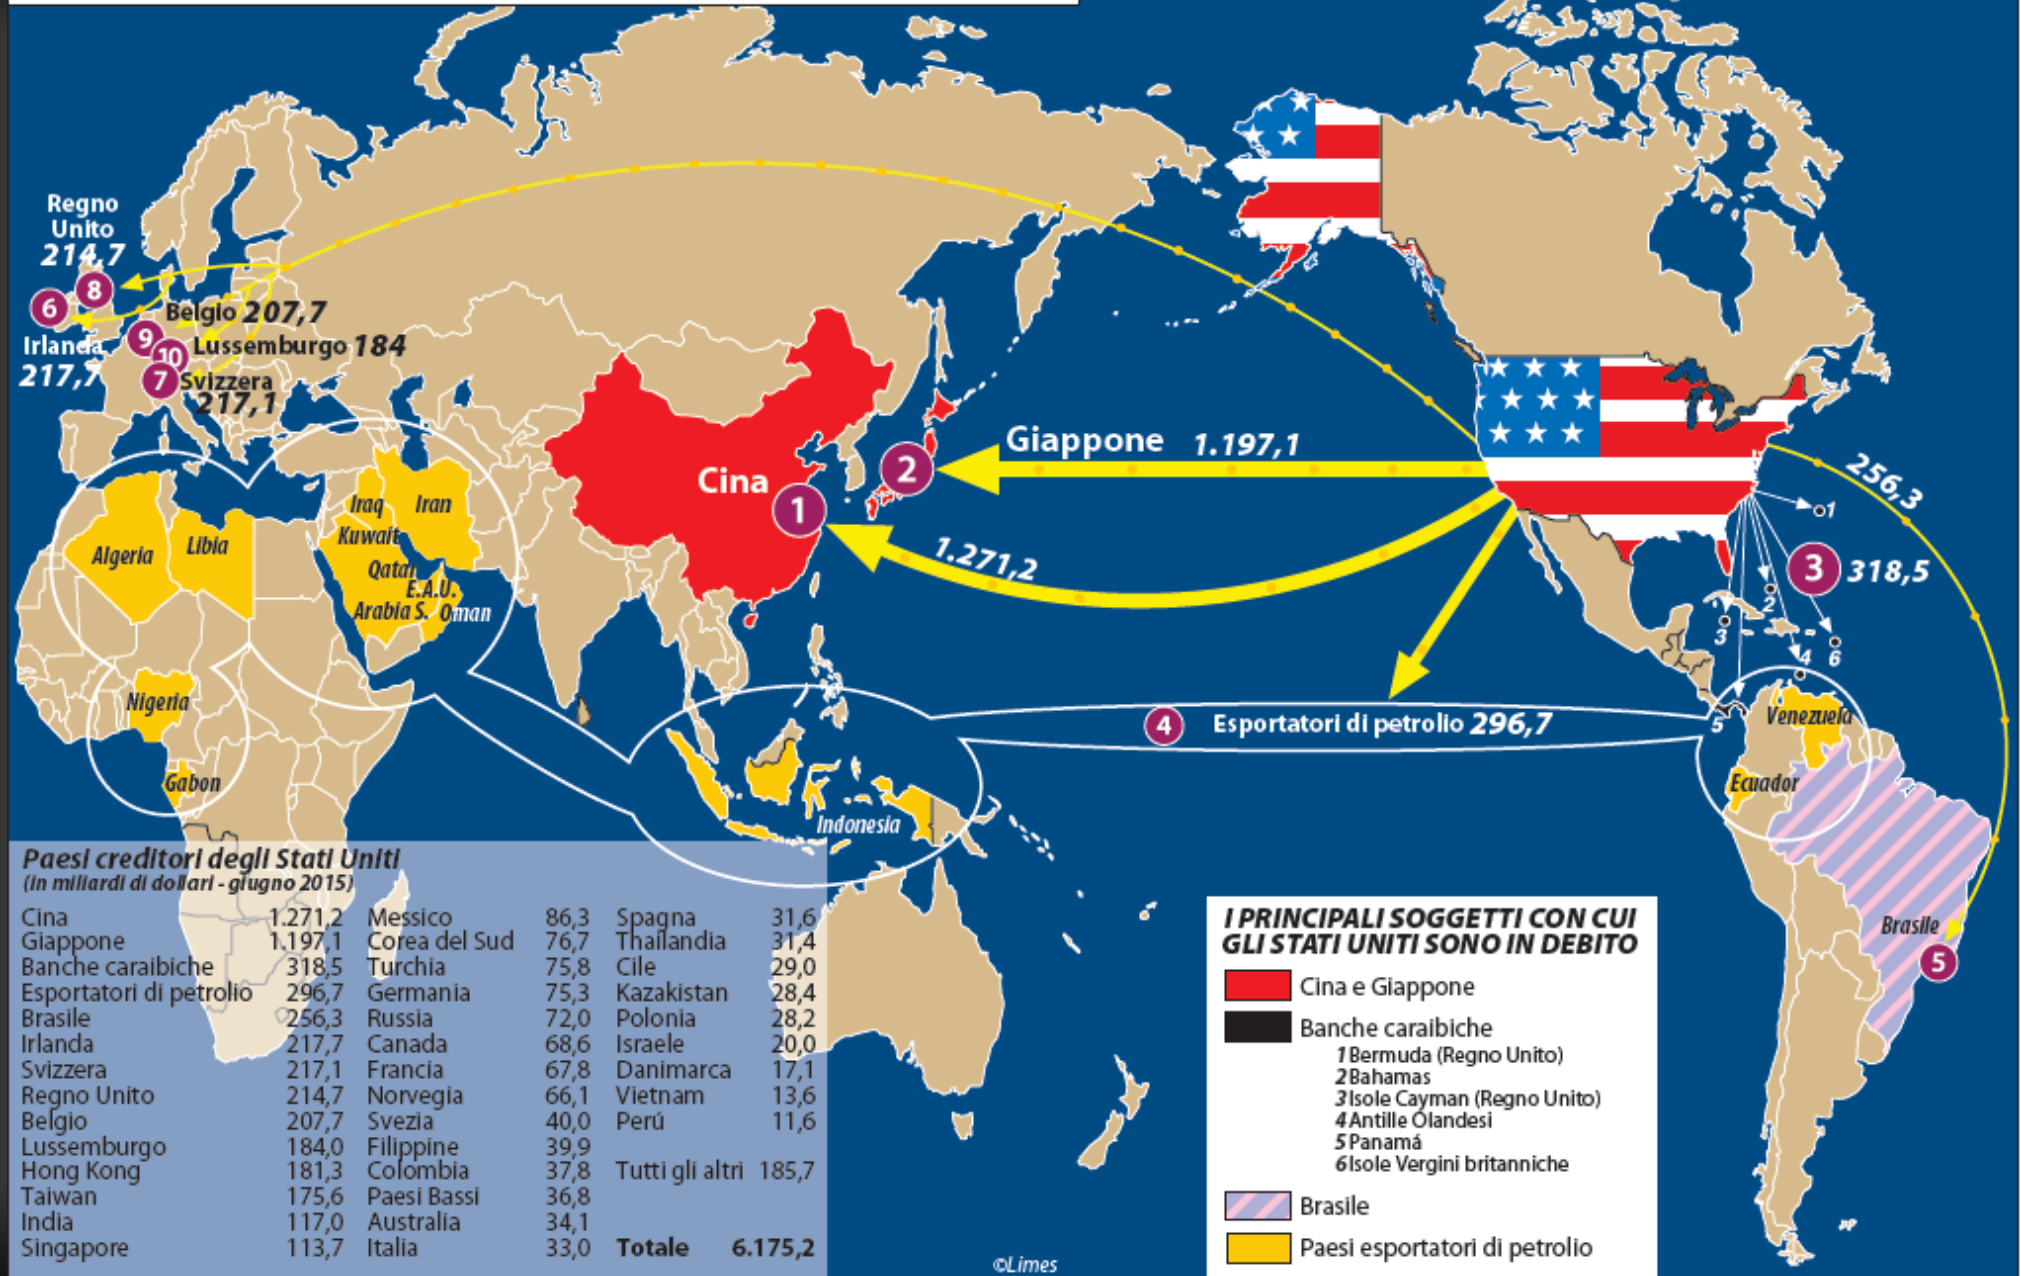 Regno
Unito
214,7
8
6
Belgio 207,7
9
Irlanda
217,7
10
Lussemburgo 184
7
Svizzera
217,1
Giappone 1.197,1
2
Cina
1
1.271,2
256,3
1
3
318,5
2
3
4
6
5
Iraq
Iran
Kuwait
Qatar
E.A.U.
Arabia S.
Oman
Algeria
Libia
Nigeria
Gabon
4
Esportatori di petrolio 296,7
Venezuela
Ecuador
Indonesia
Brasile
5
Paesi creditori degli Stati Uniti
(in miliardi di dollari - giugno 2015)
Cina 1.271,2 Messico 86,3 Spagna 31,6
Giappone 1.197,1 Corea del Sud 76,7 Thailandia 31,4
Banche caraibiche 318,5 Turchia 75,8 Cile 29,0
Esportatori di petrolio 296,7 Germania 75,3 Kazakistan 28,4
Brasile 256,3 Russia 72,0 Polonia 28,2
Irlanda 217,7 Canada 68,6 Israele 20,0
Svizzera 217,1 Francia 67,8 Danimarca 17,1
Regno Unito 214,7 Norvegia 66,1 Vietnam 13,6
Belgio 207,7 Svezia 40,0 Perú 11,6
Lussemburgo 184,0 Filippine 39,9
Hong Kong 181,3 Colombia 37,8 Tutti gli altri 185,7
Taiwan 175,6 Paesi Bassi 36,8
India 117,0 Australia 34,1
Singapore 113,7 Italia 33,0 Totale 6.175,2
©Limes
I PRINCIPALI SOGGETTI CON CUI
GLI STATI UNITI SONO IN DEBITO
Cina e Giappone
Banche caraibiche
1 Bermuda (Regno Unito)
2 Bahamas
3 Isole Cayman (Regno Unito)
4 Antille Olandesi
5 Panamá
6 Isole Vergini britanniche
Brasile
Paesi esportatori di petrolio